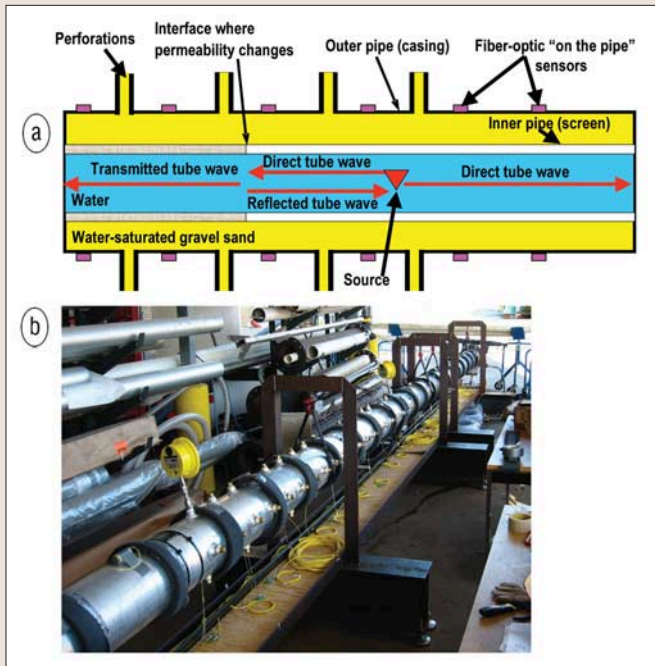 Perforations
Interface where
permeability changes
Outer pipe (casing)
Fiber-optic “on the pipe”
sensors
a
Inner pipe (screen)
Transmitted tube wave
Direct tube wave
Direct tube wave
Water
Reflected tube wave
Water-saturated gravel sand
Source
b